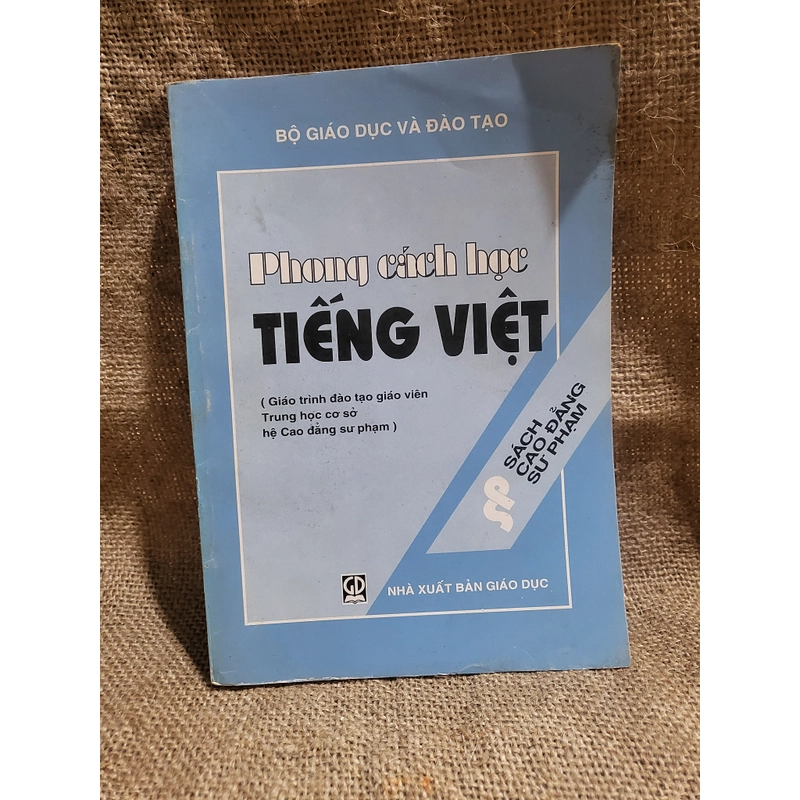 BỘ GIÁO DỤC VÀ ĐÀO TẠO
Phong cách học
TIẾNG VIỆT
( Giáo trình đào tạo giáo viên
Trung học cơ sở
hệ Cao đẳng sư phạm )
SP
SÁCH
CAO ĐẲNG
SƯ PHẠM
GD
NHÀ XUẤT BẢN GIÁO DỤC